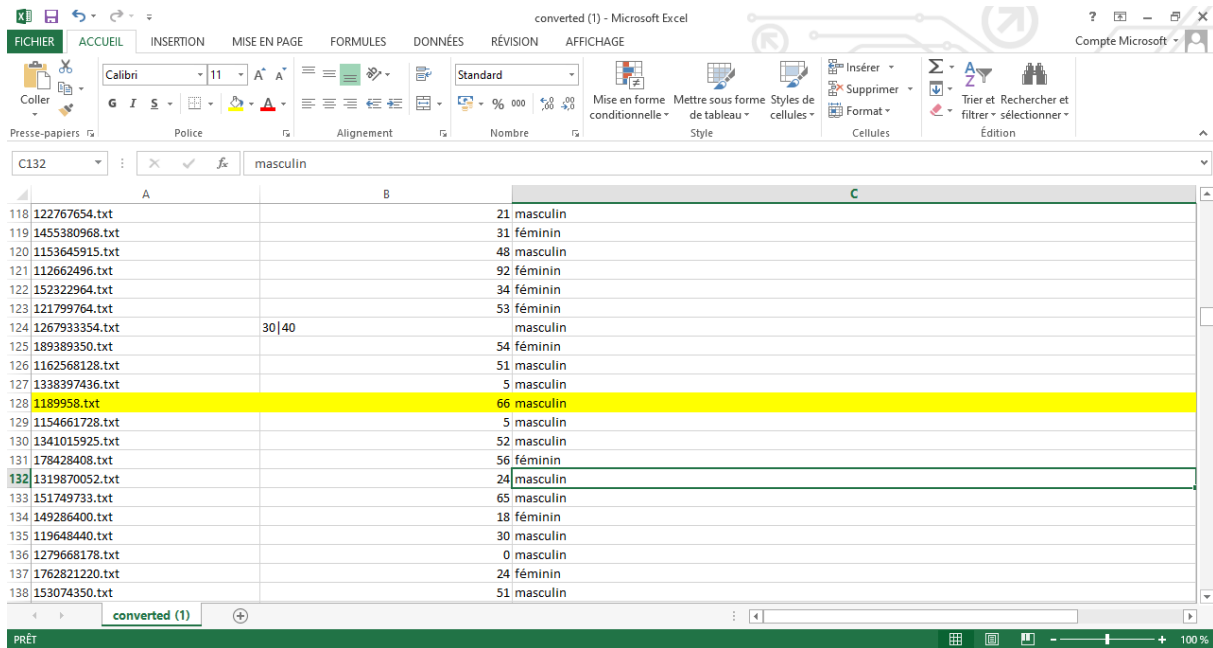 converted (1) - Microsoft Excel
FICHIER ACCUEIL INSERTION MISE EN PAGE FORMULES DONNÉES RÉVISION AFFICHAGE Compte Microsoft
Coller
Calibri 11
G I S
Standard
% 000
Mise en forme conditionnelle
Mettre sous forme de tableau
Styles de cellules
Insérer
Supprimer
Format
Trier et filtrer
Rechercher et sélectionner
Presse-papiers Police Alignement Nombre Style Cellules Édition
C132 fx masculin
A B C
118 122767654.txt 21 masculin
119 1455380968.txt 31 féminin
120 1153645915.txt 48 masculin
121 112662496.txt 92 féminin
122 152322964.txt 34 féminin
123 121799764.txt 53 féminin
124 1267933354.txt 30|40 masculin
125 189389350.txt 54 féminin
126 1162568128.txt 51 masculin
127 1338397436.txt 5 masculin
128 1189958.txt 66 masculin
129 1154661728.txt 5 masculin
130 1341015925.txt 52 masculin
131 178428408.txt 56 féminin
132 1319870052.txt 24 masculin
133 151749733.txt 65 masculin
134 149286400.txt 18 féminin
135 119648440.txt 30 masculin
136 1279668178.txt 0 masculin
137 1762821220.txt 24 féminin
138 153074350.txt 51 masculin
converted (1)
PRÊT 100 %